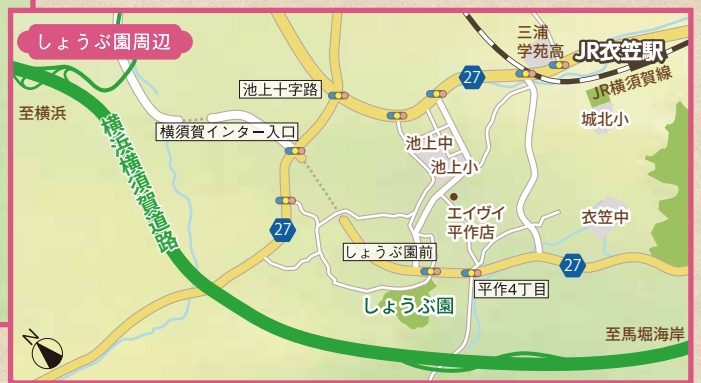 しょうぶ園周辺
三浦
学苑高
JR衣笠駅
27
JR横須賀線
池上十字路
至横浜
城北小
横須賀インター入口
横浜横須賀道路
池上中
池上小
エイヴイ
平作店
衣笠中
27
しょうぶ園前
27
平作4丁目
しょうぶ園
至馬堀海岸
N